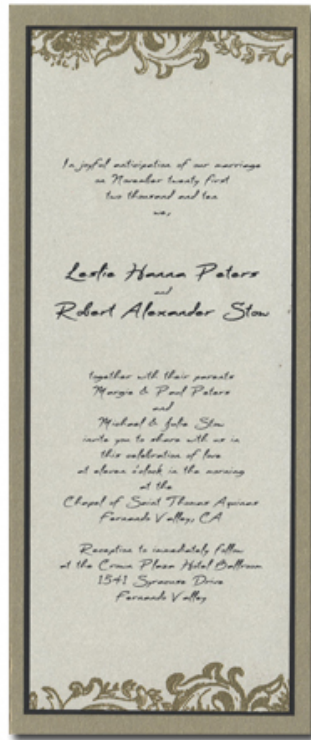 In joyful anticipation of our marriage
on November twenty first
two thousand and ten
we,
Leslie Hanna Peters
and
Robert Alexander Stow
together with their parents
Margie & Paul Peters
and
Michael & Julie Stow
invite you to share with us in
this celebration of love
at eleven o'clock in the morning
at the
Chapel of Saint Thomas Aquinas
Fernando Valley, CA
Reception to immediately follow
at the Crown Plaza Hotel Ballroom
1541 Syracuse Drive
Fernando Valley